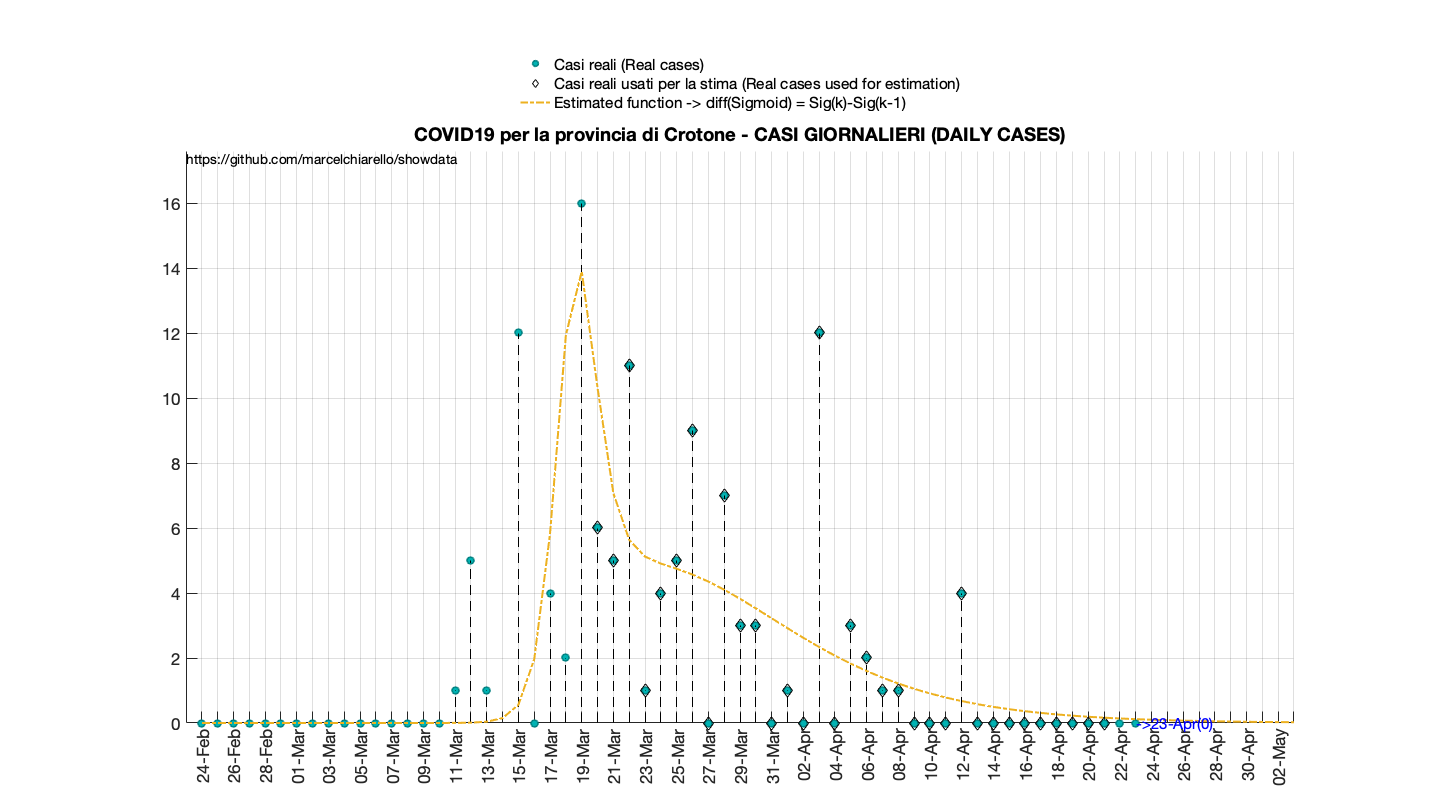 Casi reali (Real cases)
Casi reali usati per la stima (Real cases used for estimation)
Estimated function -> diff(Sigmoid) = Sig(k)-Sig(k-1)
COVID19 per la provincia di Crotone - CASI GIORNALIERI (DAILY CASES)
https://github.com/marcelchiarello/showdata
16
14
12
10
8
6
4
2
0
->23-Apr(0)
24-Feb
26-Feb
28-Feb
01-Mar
03-Mar
05-Mar
07-Mar
09-Mar
11-Mar
13-Mar
15-Mar
17-Mar
19-Mar
21-Mar
23-Mar
25-Mar
27-Mar
29-Mar
31-Mar
02-Apr
04-Apr
06-Apr
08-Apr
10-Apr
12-Apr
14-Apr
16-Apr
18-Apr
20-Apr
22-Apr
24-Apr
26-Apr
28-Apr
30-Apr
02-May